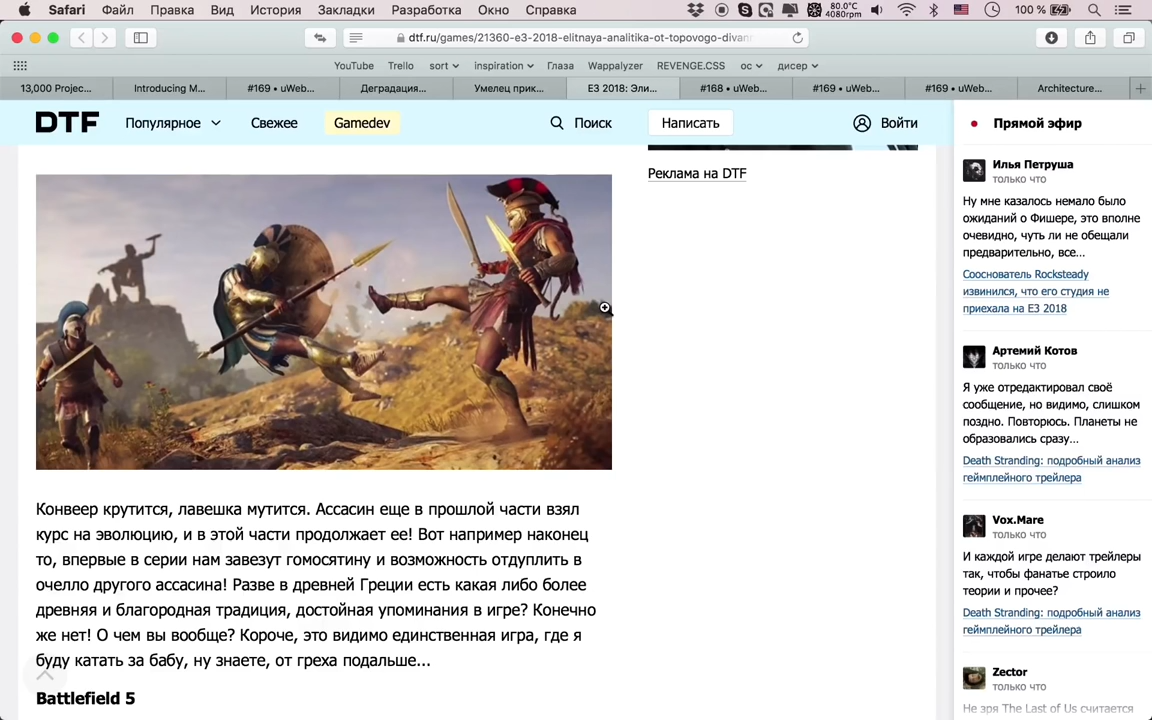 Safari Файл Правка Вид История Закладки Разработка Окно Справка 80.0°C 4080rpm 100 %
dtf.ru/games/21360-e3-2018-elitnaya-analitika-ot-topovogo-divann
YouTube Trello sort inspiration Глаза Wappalyzer REVENGE.CSS ос дисер
13,000 Projec... Introducing M... #169 • uWeb... Деградация... Умелец прик... E3 2018: Эли... #168 • uWeb... #169 • uWeb... #169 • uWeb... Architecture...
DTF Популярное Свежее Gamedev Поиск Написать Войти
Реклама на DTF
Конвеер крутится, лавешка мутится. Ассасин еще в прошлой части взял
курс на эволюцию, и в этой части продолжает ее! Вот например наконец
то, впервые в серии нам завезут гомосятину и возможность отдуплить в
очелло другого ассасина! Разве в древней Греции есть какая либо более
древняя и благородная традиция, достойная упоминания в игре? Конечно
же нет! О чем вы вообще? Короче, это видимо единственная игра, где я
буду катать за бабу, ну знаете, от греха подальше...
Battlefield 5
Прямой эфир
Илья Петруша
только что
Ну мне казалось немало было
ожиданий о Фишере, это вполне
очевидно, чуть ли не обещали
предварительно, все...
Сооснователь Rocksteady
извинился, что его студия не
приехала на E3 2018
Артемий Котов
только что
Я уже отредактировал своё
сообщение, но видимо, слишком
поздно. Повторюсь. Планеты не
образовались сразу...
Death Stranding: подробный анализ
геймплейного трейлера
Vox.Mare
только что
И каждой игре делают трейлеры
так, чтобы фанатье строило
теории и прочее?
Death Stranding: подробный анализ
геймплейного трейлера
Zector
только что
Не зря The Last of Us считается